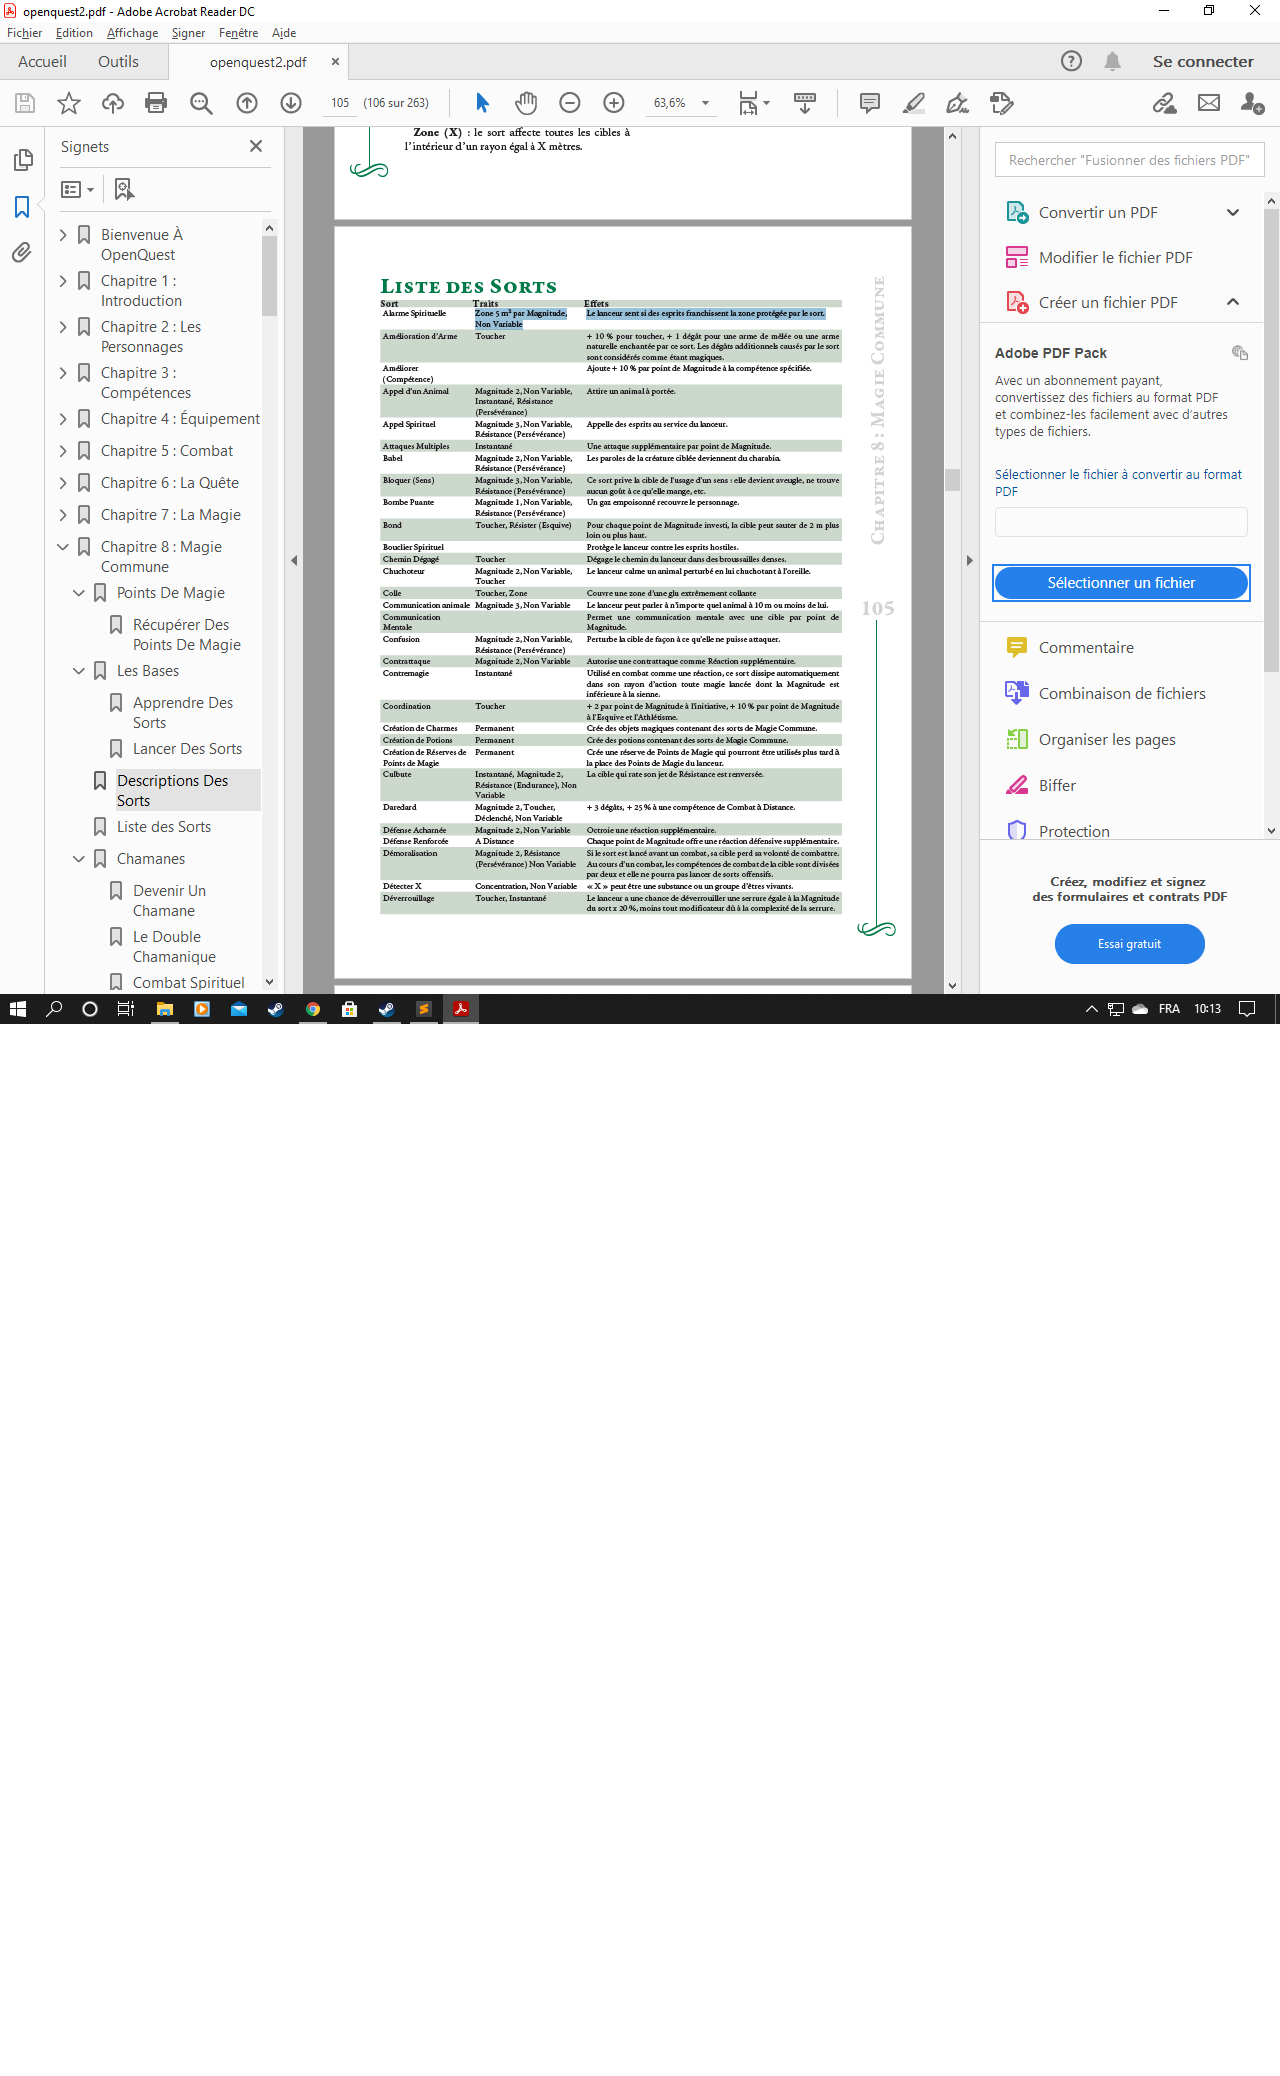 openquest2.pdf - Adobe Acrobat Reader DC
Fichier Edition Affichage Signer Fenêtre Aide
Accueil Outils openquest2.pdf × Se connecter
105 (106 sur 263) 63,6%
Signets
Bienvenue À
OpenQuest
Chapitre 1 :
Introduction
Chapitre 2 : Les
Personnages
Chapitre 3 :
Compétences
Chapitre 4 : Équipement
Chapitre 5 : Combat
Chapitre 6 : La Quête
Chapitre 7 : La Magie
Chapitre 8 : Magie
Commune
Points De Magie
Récupérer Des
Points De Magie
Les Bases
Apprendre Des
Sorts
Lancer Des Sorts
Descriptions Des
Sorts
Liste des Sorts
Chamanes
Devenir Un
Chamane
Le Double
Chamanique
Combat Spirituel
Zone (X) : le sort affecte toutes les cibles à
l'intérieur d'un rayon égal à X mètres.
Liste des Sorts
Sort Traits Effets
Alarme Spirituelle Zone 5 m² par Magnitude, Le lanceur sent si des esprits franchissent la zone protégée par le sort.
Non Variable
Amélioration d'Arme Toucher + 10 % pour toucher, + 1 dégât pour une arme de mêlée ou une arme
naturelle enchantée par ce sort. Les dégâts additionnels causés par le sort
sont considérés comme étant magiques.
Améliorer Ajoute + 10 % par point de Magnitude à la compétence spécifiée.
(Compétence)
Appel d'un Animal Magnitude 2, Non Variable, Attire un animal à portée.
Instantané, Résistance
(Persévérance)
Appel Spirituel Magnitude 3, Non Variable, Appelle des esprits au service du lanceur.
Résistance (Persévérance)
Attaques Multiples Instantané Une attaque supplémentaire par point de Magnitude.
Babel Magnitude 2, Non Variable, Les paroles de la créature ciblée deviennent du charabia.
Résistance (Persévérance)
Bloquer (Sens) Magnitude 3, Non Variable, Ce sort prive la cible de l'usage d'un sens : elle devient aveugle, ne trouve
Résistance (Persévérance) aucun goût à ce qu'elle mange, etc.
Bombe Puante Magnitude 1, Non Variable, Un gaz empoisonné recouvre le personnage.
Résistance (Persévérance)
Bond Toucher, Résister (Esquive) Pour chaque point de Magnitude investi, la cible peut sauter de 2 m plus
loin ou plus haut.
Bouclier Spirituel Protège le lanceur contre les esprits hostiles.
Chemin Dégagé Toucher Dégage le chemin du lanceur dans des broussailles denses.
Chuchoteur Magnitude 2, Non Variable, Le lanceur calme un animal perturbé en lui chuchotant à l'oreille.
Toucher
Colle Toucher, Zone Couvre une zone d'une glu extrêmement collante
Communication animale Magnitude 3, Non Variable Le lanceur peut parler à n'importe quel animal à 10 m ou moins de lui.
Communication Permet une communication mentale avec une cible par point de
Mentale Magnitude.
Confusion Magnitude 2, Non Variable, Perturbe la cible de façon à ce qu'elle ne puisse attaquer.
Résistance (Persévérance)
Contrattaque Magnitude 2, Non Variable Autorise une contrattaque comme Réaction supplémentaire.
Contremagie Instantané Utilisé en combat comme une réaction, ce sort dissipe automatiquement
dans son rayon d'action toute magie lancée dont la Magnitude est
inférieure à la sienne.
Coordination Toucher + 2 par point de Magnitude à l'initiative, + 10 % par point de Magnitude
à l'Esquive et l'Athlétisme.
Création de Charmes Permanent Crée des objets magiques contenant des sorts de Magie Commune.
Création de Potions Permanent Crée des potions contenant des sorts de Magie Commune.
Création de Réserves de Permanent Crée une réserve de Points de Magie qui pourront être utilisés plus tard à
Points de Magie la place des Points de Magie du lanceur.
Culbute Instantané, Magnitude 2, La cible qui rate son jet de Résistance est renversée.
Résistance (Endurance), Non
Variable
Daredard Magnitude 2, Toucher, + 3 dégâts, + 25 % à une compétence de Combat à Distance.
Déclenché, Non Variable
Défense Acharnée Magnitude 2, Non Variable Octroie une réaction supplémentaire.
Défense Renforcée A Distance Chaque point de Magnitude offre une réaction défensive supplémentaire.
Démoralisation Magnitude 2, Résistance Si le sort est lancé avant un combat, sa cible perd sa volonté de combattre.
(Persévérance) Non Variable Au cours d'un combat, les compétences de combat de la cible sont divisées
par deux et elle ne pourra pas lancer de sorts offensifs.
Détecter X Concentration, Non Variable « X » peut être une substance ou un groupe d'êtres vivants.
Déverrouillage Toucher, Instantané Le lanceur a une chance de déverrouiller une serrure égale à la Magnitude
du sort x 20 %, moins tout modificateur dû à la complexité de la serrure.
Chapitre 8 : Magie Commune
105
Rechercher "Fusionner des fichiers PDF"
Convertir un PDF
Modifier le fichier PDF
Créer un fichier PDF
Adobe PDF Pack
Avec un abonnement payant,
convertissez des fichiers au format PDF
et combinez-les facilement avec d'autres
types de fichiers.
Sélectionner le fichier à convertir au format
PDF
Sélectionner un fichier
Commentaire
Combinaison de fichiers
Organiser les pages
Biffer
Protection
Créez, modifiez et signez
des formulaires et contrats PDF
Essai gratuit
FRA 10:13